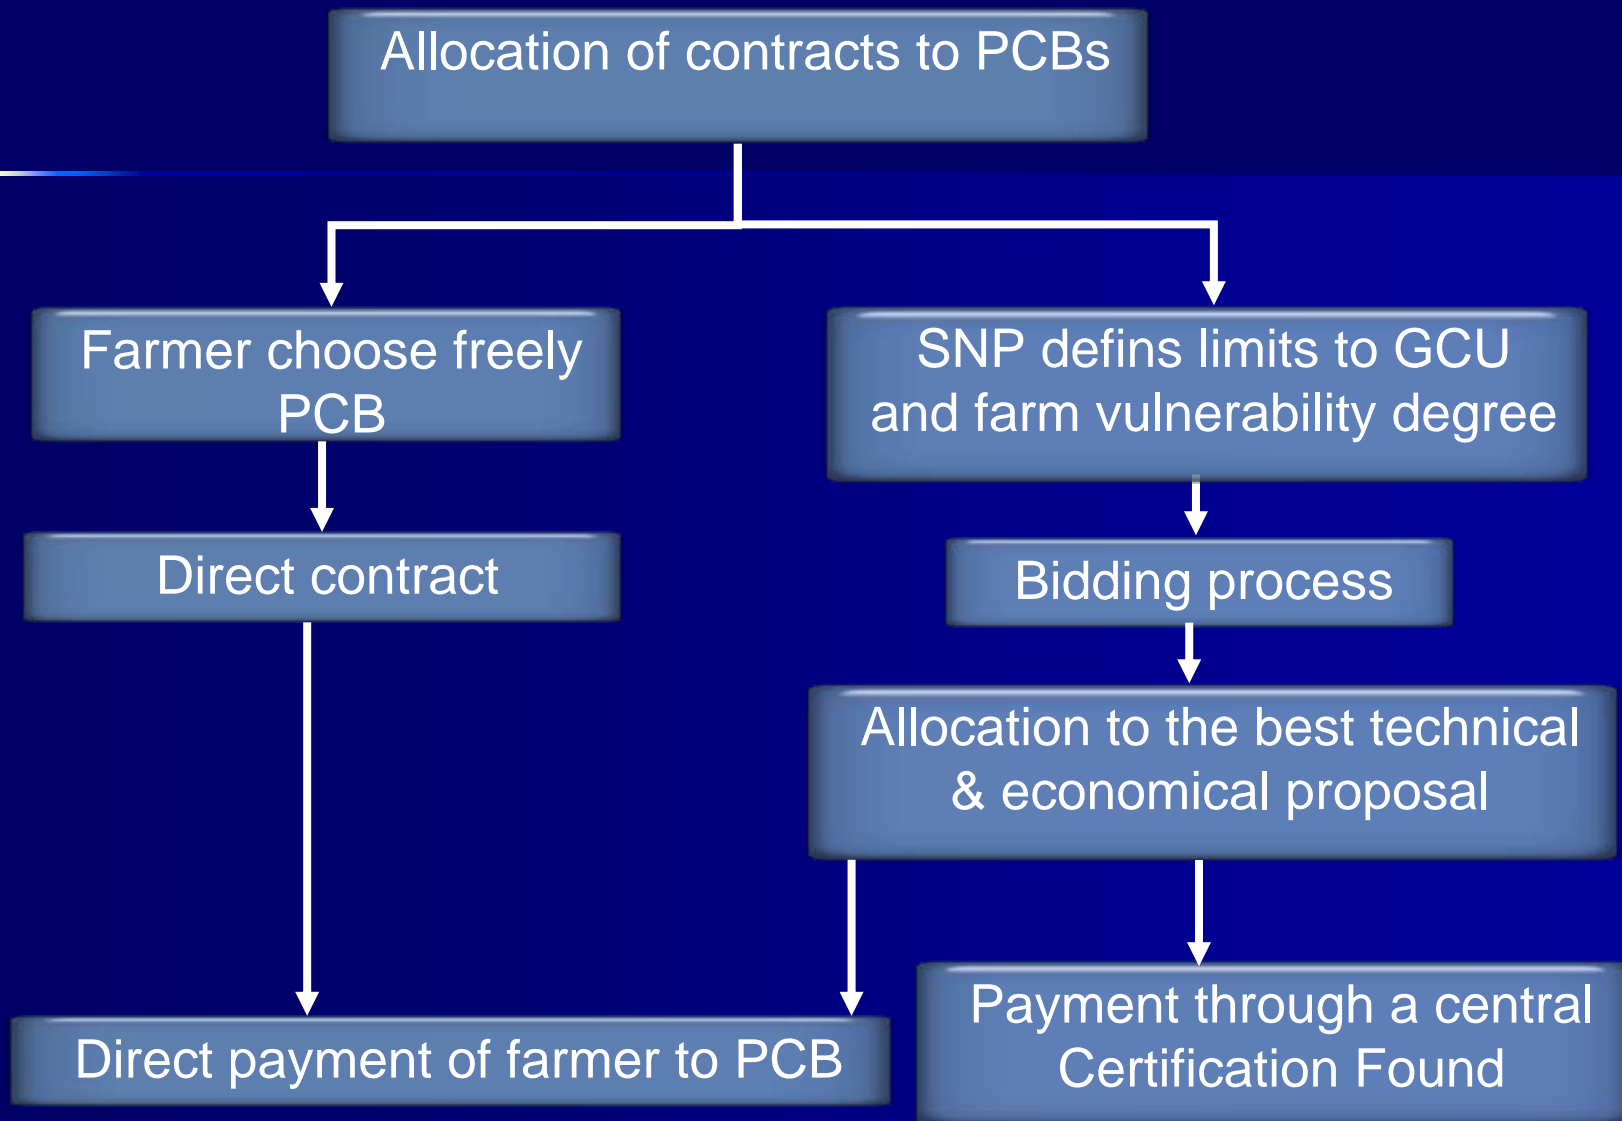 Allocation of contracts to PCBs
Farmer choose freely
PCB
SNP defins limits to GCU
and farm vulnerability degree
Direct contract
Bidding process
Allocation to the best technical
& economical proposal
Direct payment of farmer to PCB
Payment through a central
Certification Found